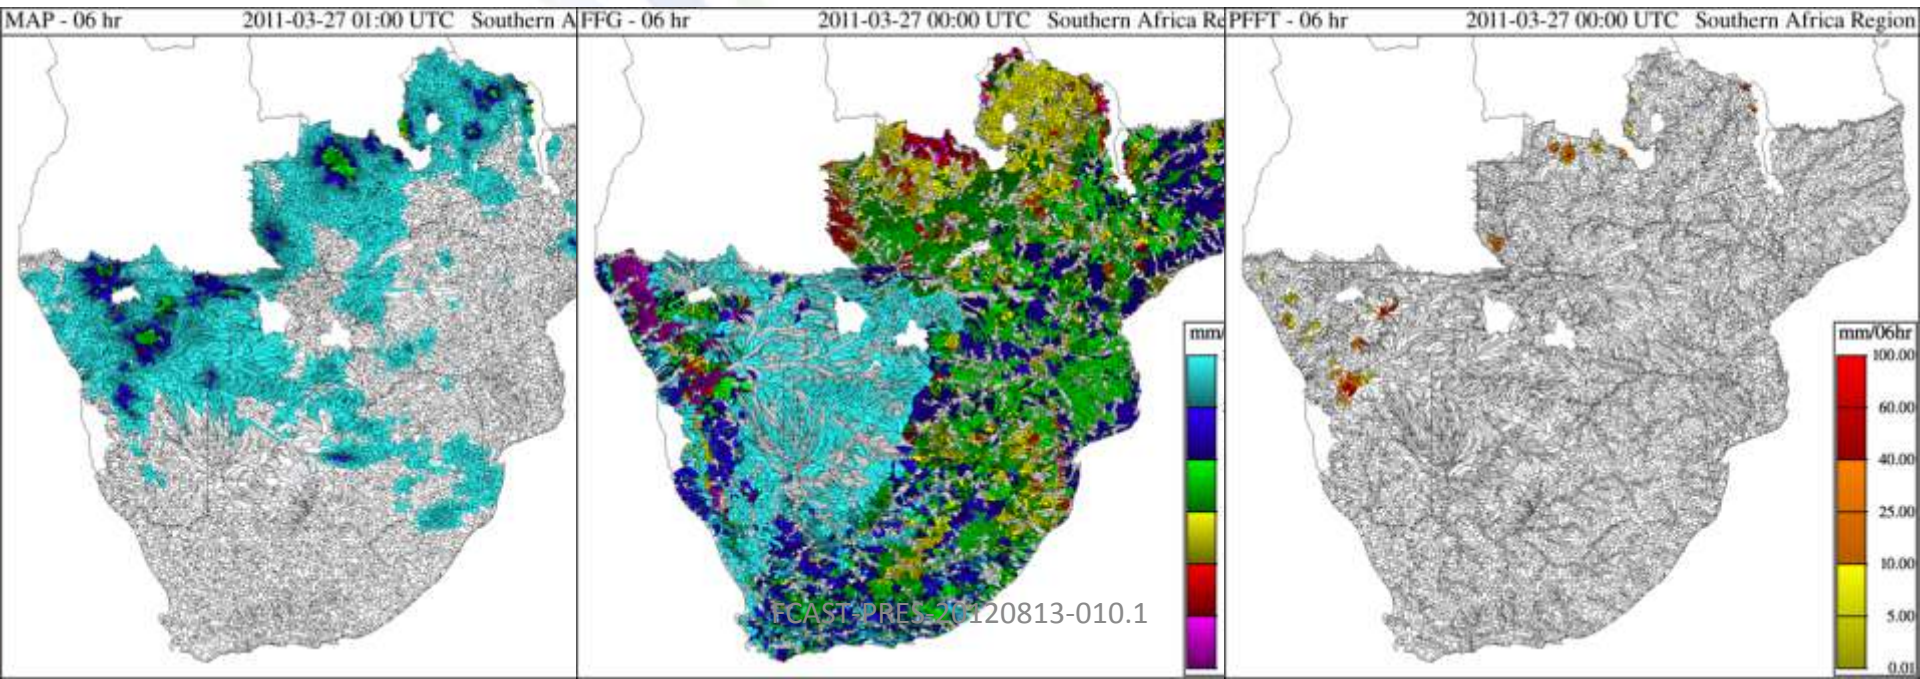 MAP - 06 hr 2011-03-27 01:00 UTC Southern A
FFG - 06 hr 2011-03-27 00:00 UTC Southern Africa Re
PFFT - 06 hr 2011-03-27 00:00 UTC Southern Africa Region
mm/
mm/06hr
100.00
60.00
40.00
25.00
10.00
5.00
0.01
FCAST-PRES-20120813-010.1